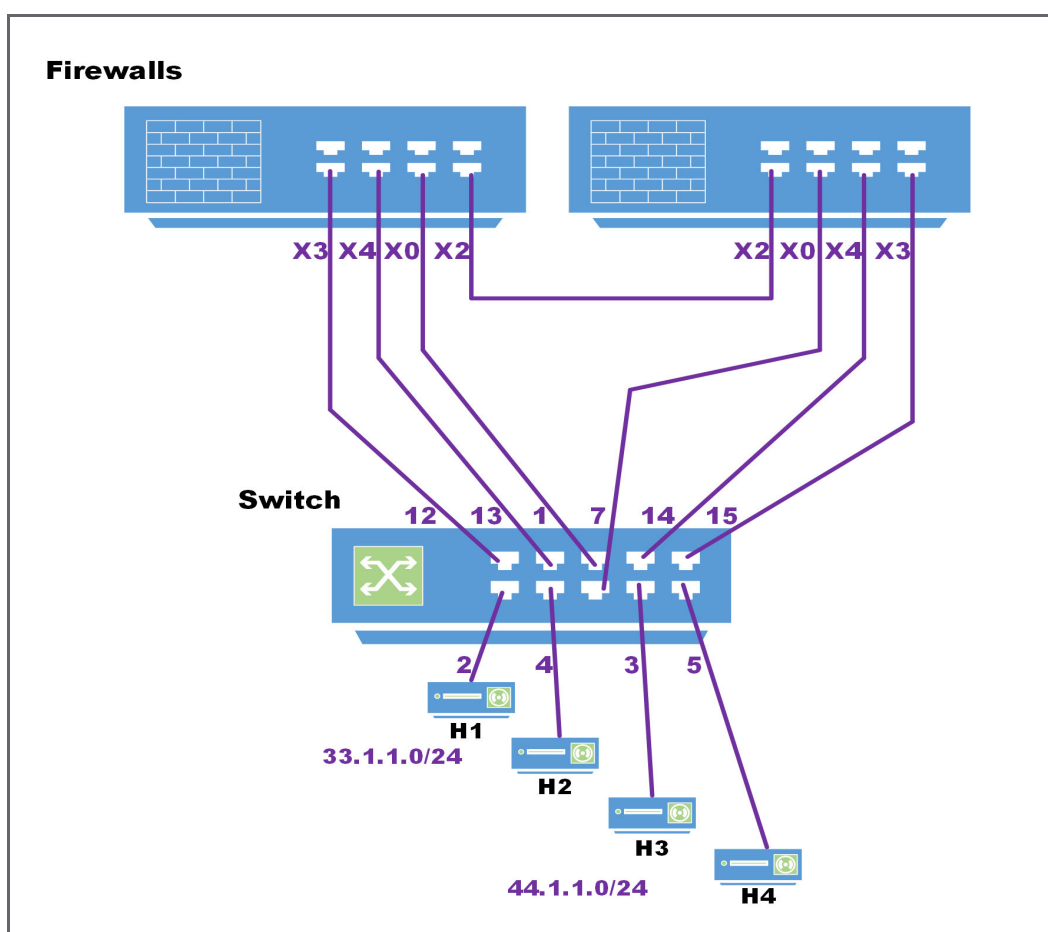 Firewalls
X3 X4 X0 X2
X2 X0 X4 X3
Switch
12 13 1 7 14 15
2 4 3 5
H1
33.1.1.0/24
H2
H3
44.1.1.0/24
H4